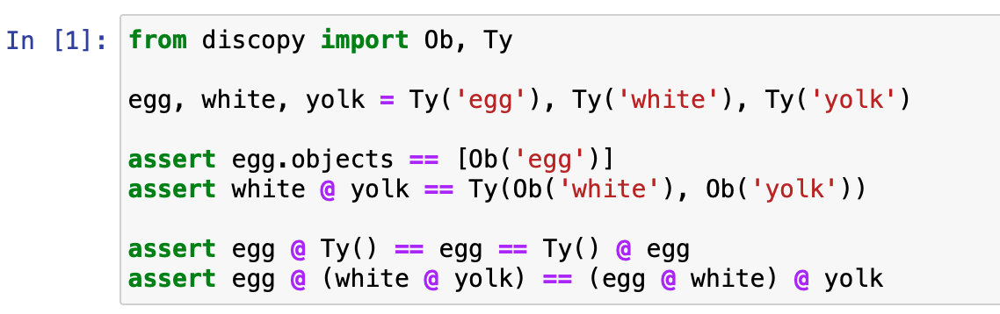 In [1]: from discopy import Ob, Ty
egg, white, yolk = Ty('egg'), Ty('white'), Ty('yolk')
assert egg.objects == [Ob('egg')]
assert white @ yolk == Ty(Ob('white'), Ob('yolk'))
assert egg @ Ty() == egg == Ty() @ egg
assert egg @ (white @ yolk) == (egg @ white) @ yolk